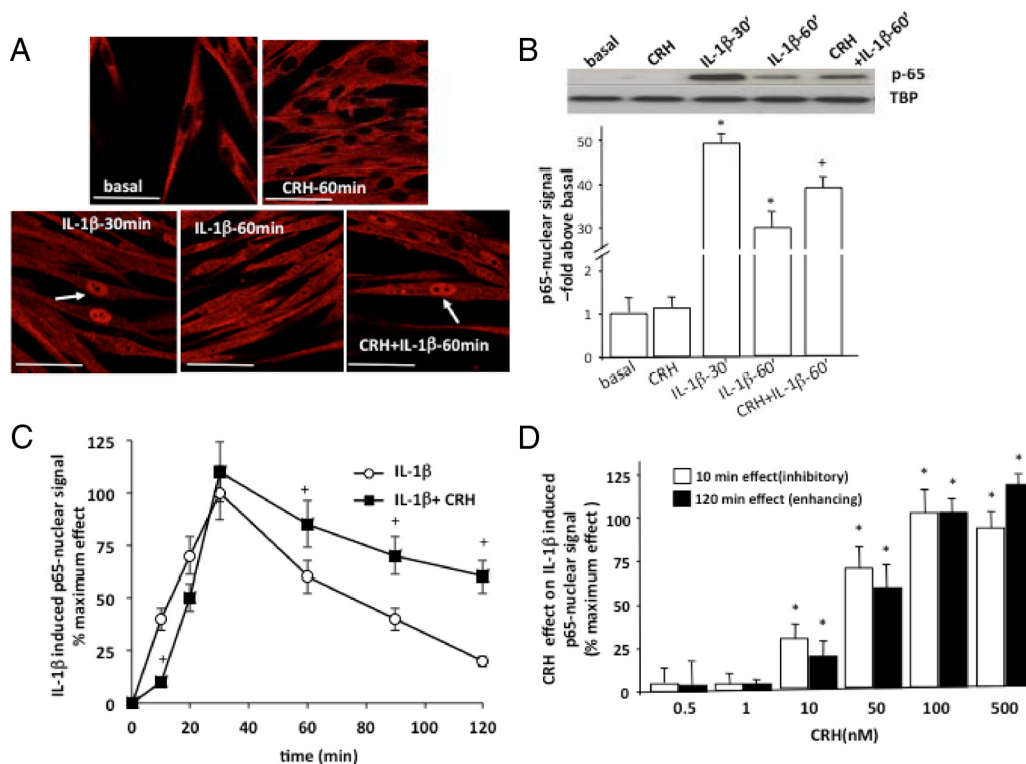 A
basal
CRH-60min
IL-1β-30min
IL-1β-60min
CRH+IL-1β-60min
B
basal
CRH
IL-1β-30'
IL-1β-60'
CRH
+IL-1β-60'
p-65
TBP
p65-nuclear signal
–fold above basal
50
40
30
2
1
0
*
*
+
basal
CRH
IL-1β-30'
IL-1β-60'
CRH+IL-1β-60'
C
IL-1β induced p65-nuclear signal
% maximum effect
125
100
75
50
25
0
IL-1β
IL-1β+ CRH
+
+
+
+
0
20
40
60
80
100
120
time (min)
D
CRH effect on IL-1β induced
p65-nuclear signal
(% maximum effect )
125
100
75
50
25
0
10 min effect(inhibitory)
120 min effect (enhancing)
*
*
*
*
*
*
*
*
0.5
1
10
50
100
500
CRH(nM)